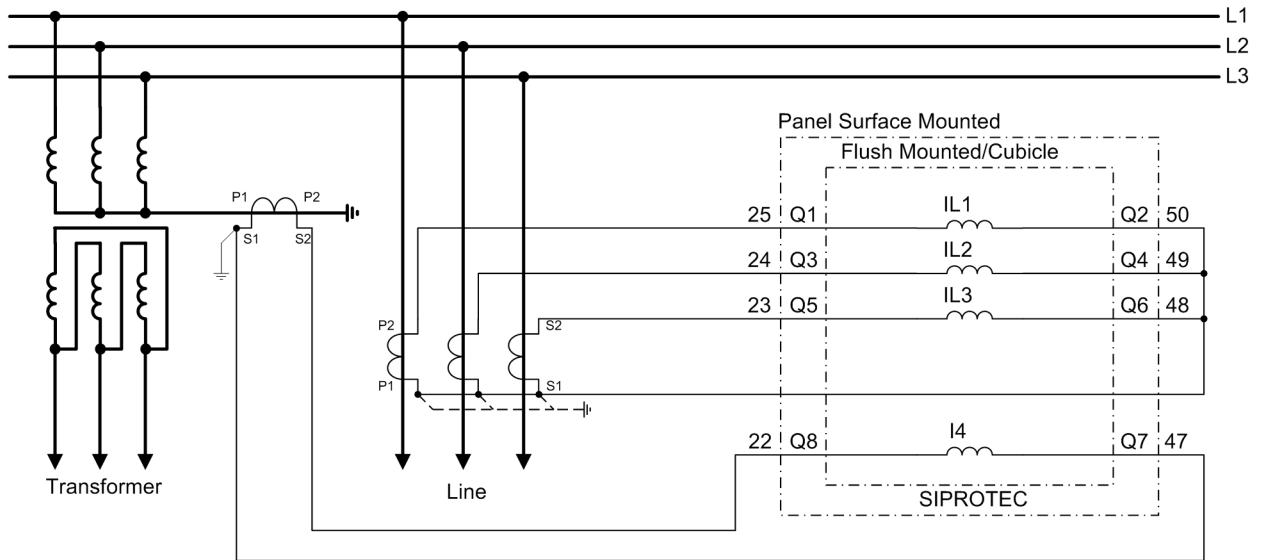 L1
L2
L3
Panel Surface Mounted
Flush Mounted/Cubicle
P1 P2
S1 S2
25 Q1 IL1 Q2 50
24 Q3 IL2 Q4 49
23 Q5 IL3 Q6 48
P2 S2
P1 S1
22 Q8 I4 Q7 47
Transformer
Line
SIPROTEC